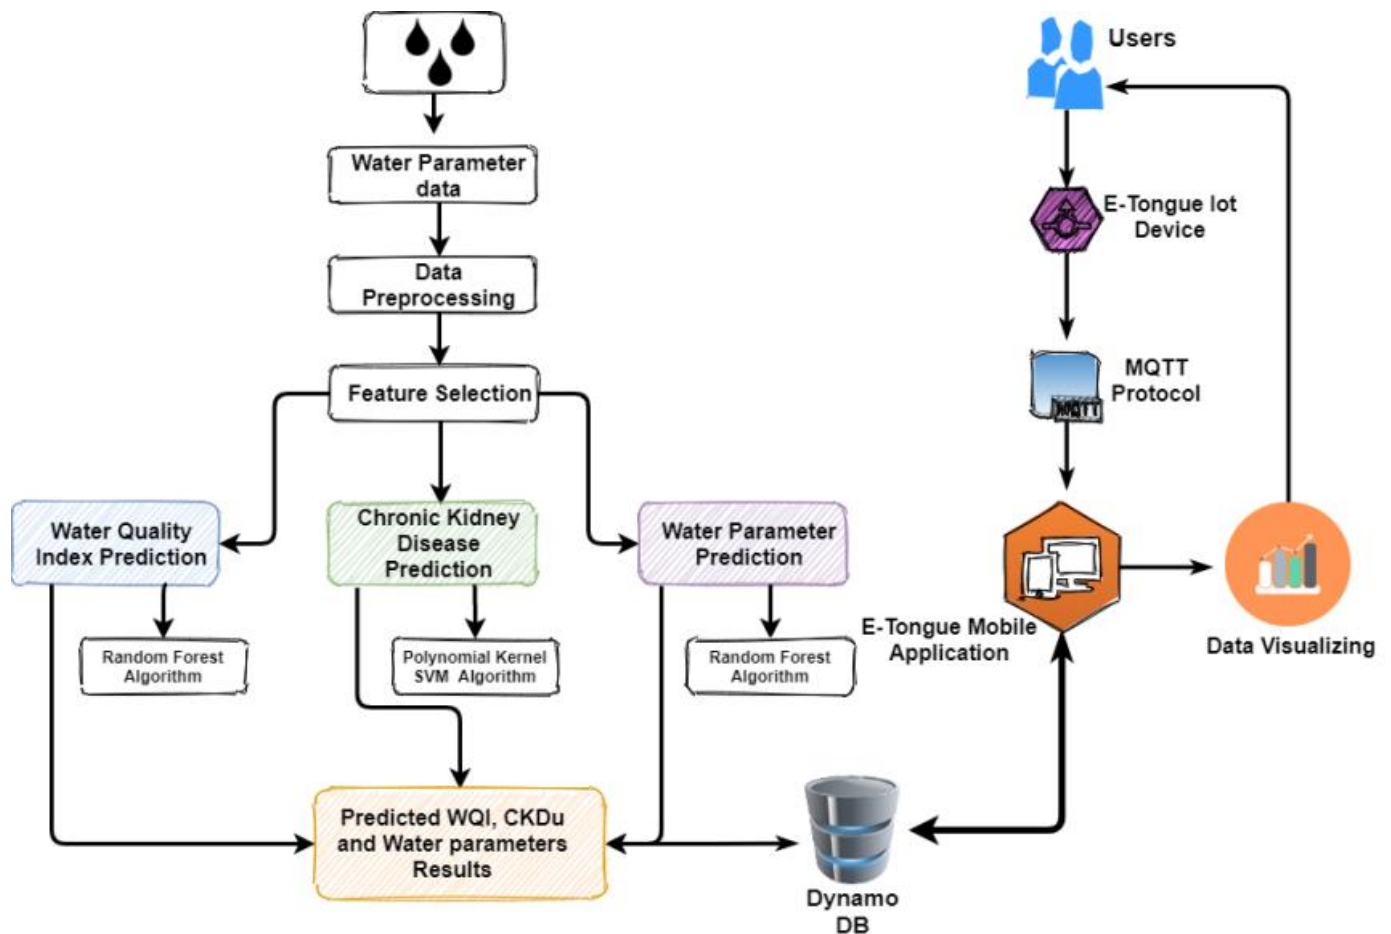 Users
Water Parameter
data
E-Tongue Iot
Device
Data
Preprocessing
MQTT
Protocol
MQTT
Feature Selection
Water Quality
Index Prediction
Chronic Kidney
Disease
Prediction
Water Parameter
Prediction
E-Tongue Mobile
Application
Data Visualizing
Random Forest
Algorithm
Polynomial Kernel
SVM Algorithm
Random Forest
Algorithm
Predicted WQI, CKDu
and Water parameters
Results
Dynamo
DB